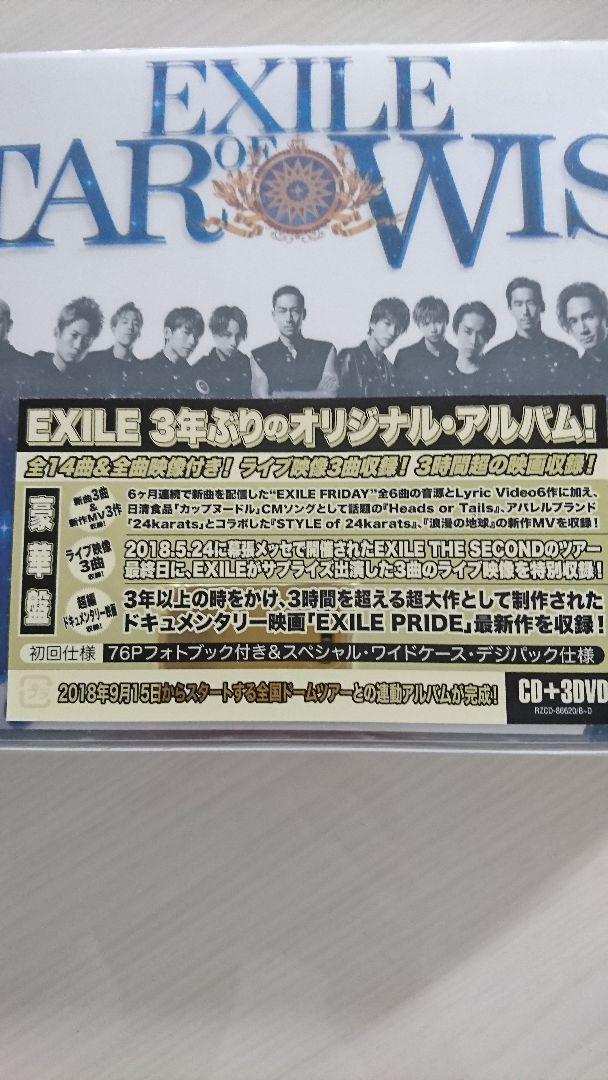 EXILE
TAR OF WIS
EXILE 3年ぶりのオリジナル・アルバム!
全14曲&全曲映像付き! ライブ映像3曲収録! 3時間超の映画収録!
豪華盤
新曲3曲
&
新作MV3作
収録!
6ヶ月連続で新曲を配信した"EXILE FRIDAY"全6曲の音源とLyric Video6作に加え、
日清食品「カップヌードル」CMソングとして話題の『Heads or Tails』、アパレルブランド
「24karats」とコラボした『STYLE of 24karats』、『浪漫の地球』の新作MVを収録!
ライブ映像
3曲
収録!
2018.5.24に幕張メッセで開催されたEXILE THE SECONDのツアー
最終日に、EXILEがサプライズ出演した3曲のライブ映像を特別収録!
超編
ドキュメンタリー映画
収録!
3年以上の時をかけ、3時間を超える超大作として制作された
ドキュメンタリー映画「EXILE PRIDE」最新作を収録!
初回仕様 76Pフォトブック付き&スペシャル・ワイドケース・デジパック仕様
2018年9月15日からスタートする全国ドームツアーとの連動アルバムが完成!
CD+3DVD
RZCD-86620/B~D